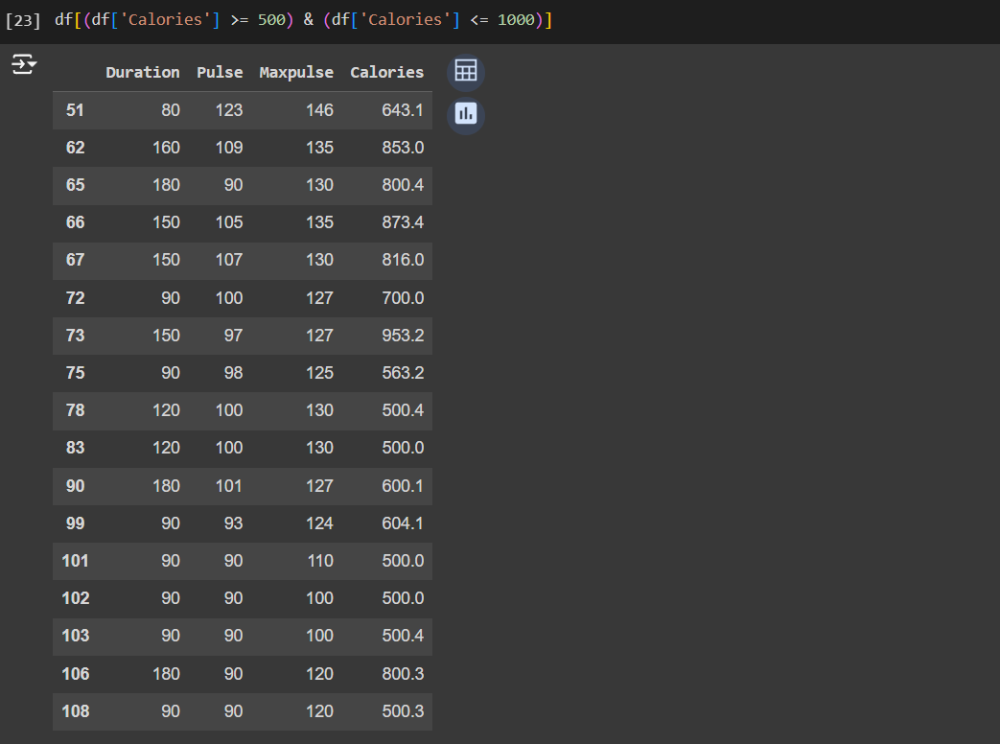 [23] df[(df['Calories'] >= 500) & (df['Calories'] <= 1000)]
Duration Pulse Maxpulse Calories
51 80 123 146 643.1
62 160 109 135 853.0
65 180 90 130 800.4
66 150 105 135 873.4
67 150 107 130 816.0
72 90 100 127 700.0
73 150 97 127 953.2
75 90 98 125 563.2
78 120 100 130 500.4
83 120 100 130 500.0
90 180 101 127 600.1
99 90 93 124 604.1
101 90 90 110 500.0
102 90 90 100 500.0
103 90 90 100 500.4
106 180 90 120 800.3
108 90 90 120 500.3